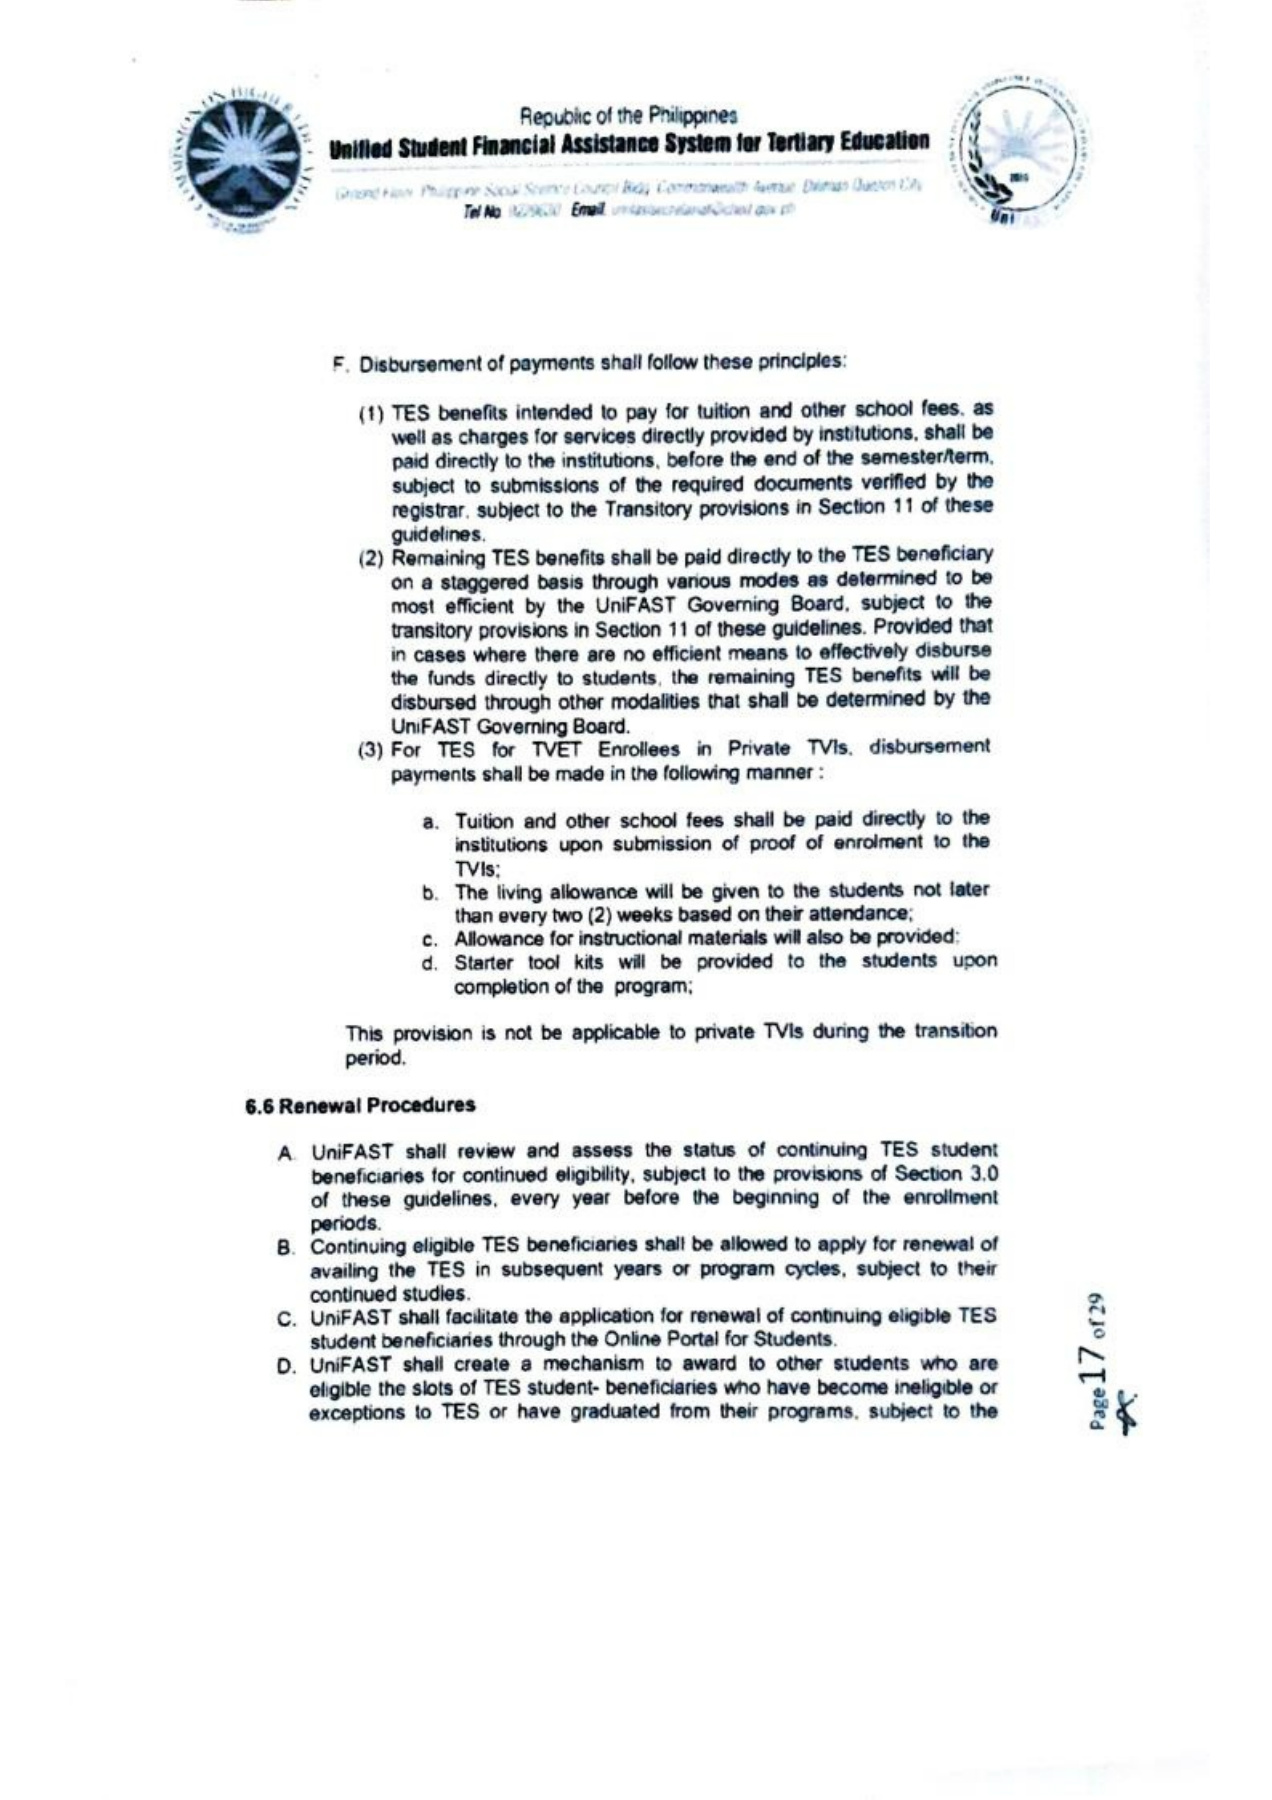 Republic of the Philippines
Unified Student Financial Assistance System for Tertiary Education
Ground Floor Philippine Social Science Council Bldg Commonwealth Avenue Diliman Quezon City
Tel No. Email
Uni
F. Disbursement of payments shall follow these principles:
(1) TES benefits intended to pay for tuition and other school fees, as
well as charges for services directly provided by institutions, shall be
paid directly to the institutions, before the end of the semester/term,
subject to submissions of the required documents verified by the
registrar, subject to the Transitory provisions in Section 11 of these
guidelines.
(2) Remaining TES benefits shall be paid directly to the TES beneficiary
on a staggered basis through various modes as determined to be
most efficient by the UniFAST Governing Board, subject to the
transitory provisions in Section 11 of these guidelines. Provided that
in cases where there are no efficient means to effectively disburse
the funds directly to students, the remaining TES benefits will be
disbursed through other modalities that shall be determined by the
UniFAST Governing Board.
(3) For TES for TVET Enrollees in Private TVIs, disbursement
payments shall be made in the following manner :
a. Tuition and other school fees shall be paid directly to the
institutions upon submission of proof of enrolment to the
TVIs;
b. The living allowance will be given to the students not later
than every two (2) weeks based on their attendance;
c. Allowance for instructional materials will also be provided;
d. Starter tool kits will be provided to the students upon
completion of the program;
This provision is not be applicable to private TVIs during the transition
period.
6.6 Renewal Procedures
A. UniFAST shall review and assess the status of continuing TES student
beneficiaries for continued eligibility, subject to the provisions of Section 3.0
of these guidelines, every year before the beginning of the enrollment
periods.
B. Continuing eligible TES beneficiaries shall be allowed to apply for renewal of
availing the TES in subsequent years or program cycles, subject to their
continued studies.
C. UniFAST shall facilitate the application for renewal of continuing eligible TES
student beneficiaries through the Online Portal for Students.
D. UniFAST shall create a mechanism to award to other students who are
eligible the slots of TES student- beneficiaries who have become ineligible or
exceptions to TES or have graduated from their programs, subject to the
Page 17 of 29